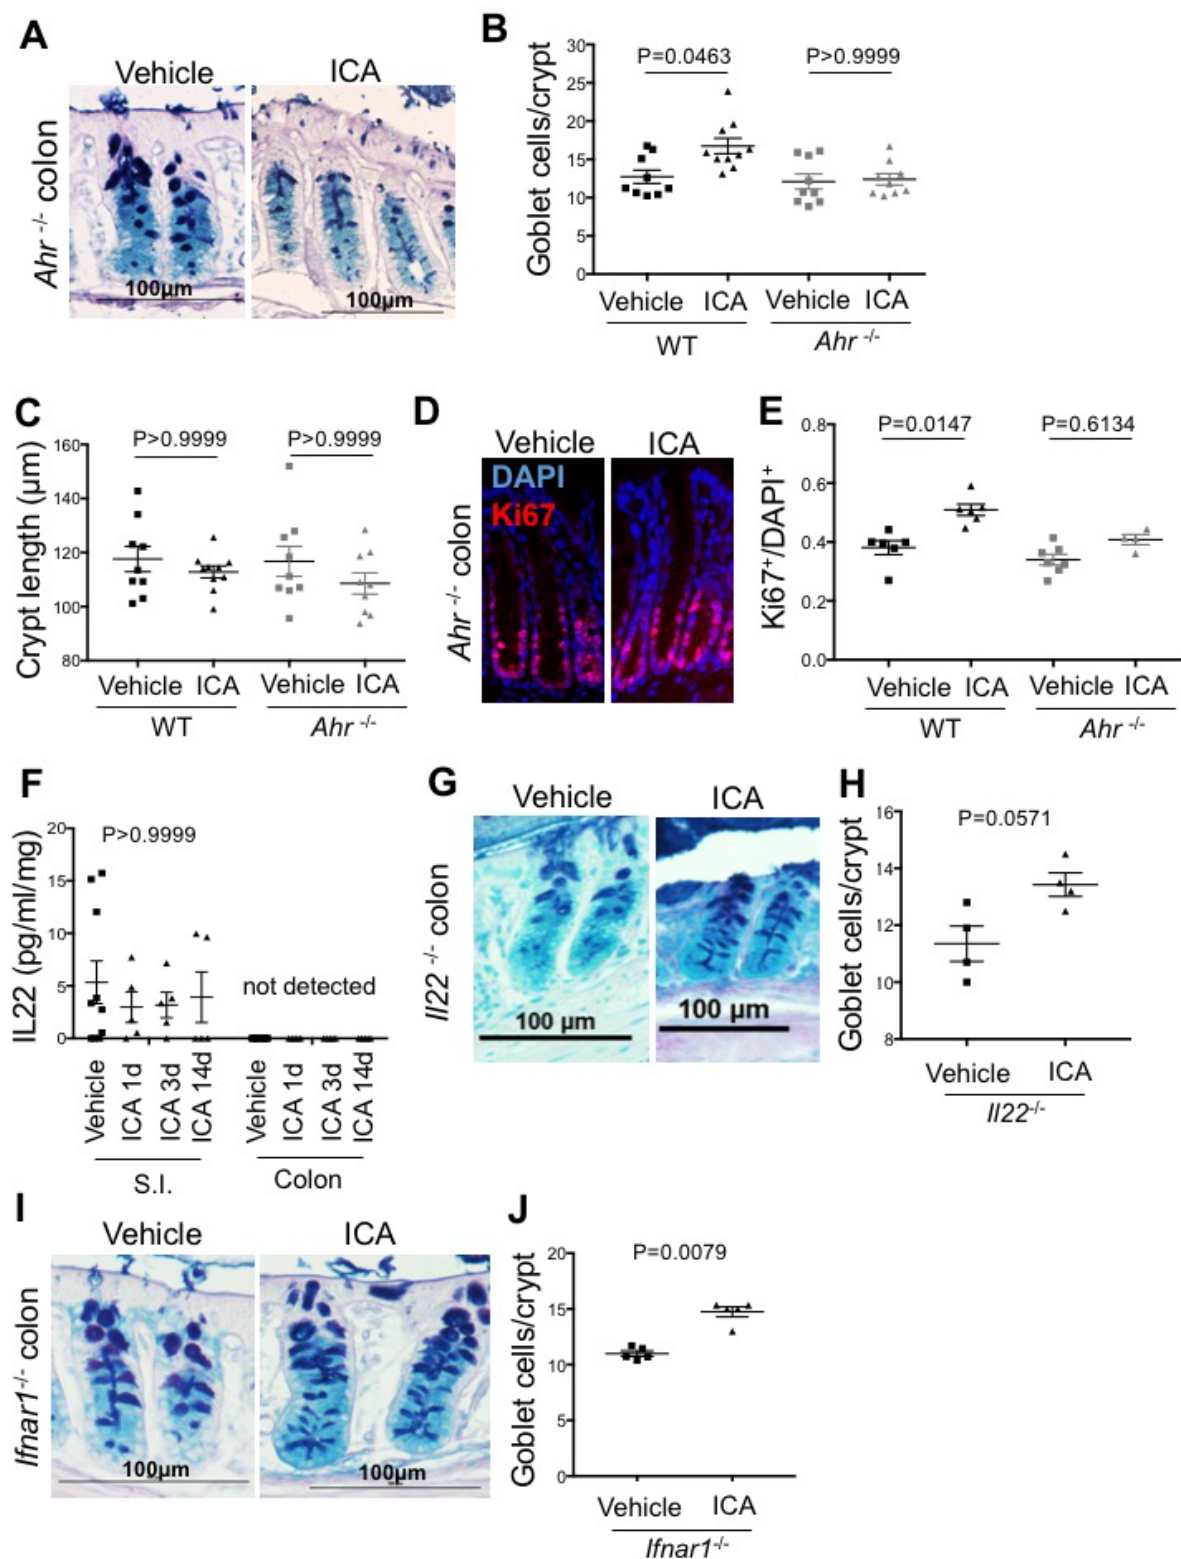 A
Vehicle ICA
Ahr -/- colon
100µm
100µm
B
Goblet cells/crypt
30
25
20
15
10
5
0
P=0.0463 P>0.9999
Vehicle ICA Vehicle ICA
WT Ahr -/-
C
Crypt length (µm)
160
140
120
100
80
P>0.9999 P>0.9999
Vehicle ICA Vehicle ICA
WT Ahr -/-
D
Vehicle ICA
DAPI
Ki67
Ahr -/- colon
E
Ki67+/DAPI+
0.8
0.6
0.4
0.2
0.0
P=0.0147 P=0.6134
Vehicle ICA Vehicle ICA
WT Ahr -/-
F
IL22 (pg/ml/mg)
20
15
10
5
0
P>0.9999
not detected
Vehicle
ICA 1d
ICA 3d
ICA 14d
Vehicle
ICA 1d
ICA 3d
ICA 14d
S.I. Colon
G
Vehicle ICA
Il22 -/- colon
100 µm
100 µm
H
Goblet cells/crypt
16
14
12
10
8
P=0.0571
Vehicle ICA
Il22-/-
I
Vehicle ICA
Ifnar1-/- colon
100µm
100µm
J
Goblet cells/crypt
20
15
10
5
0
P=0.0079
Vehicle ICA
Ifnar1-/-